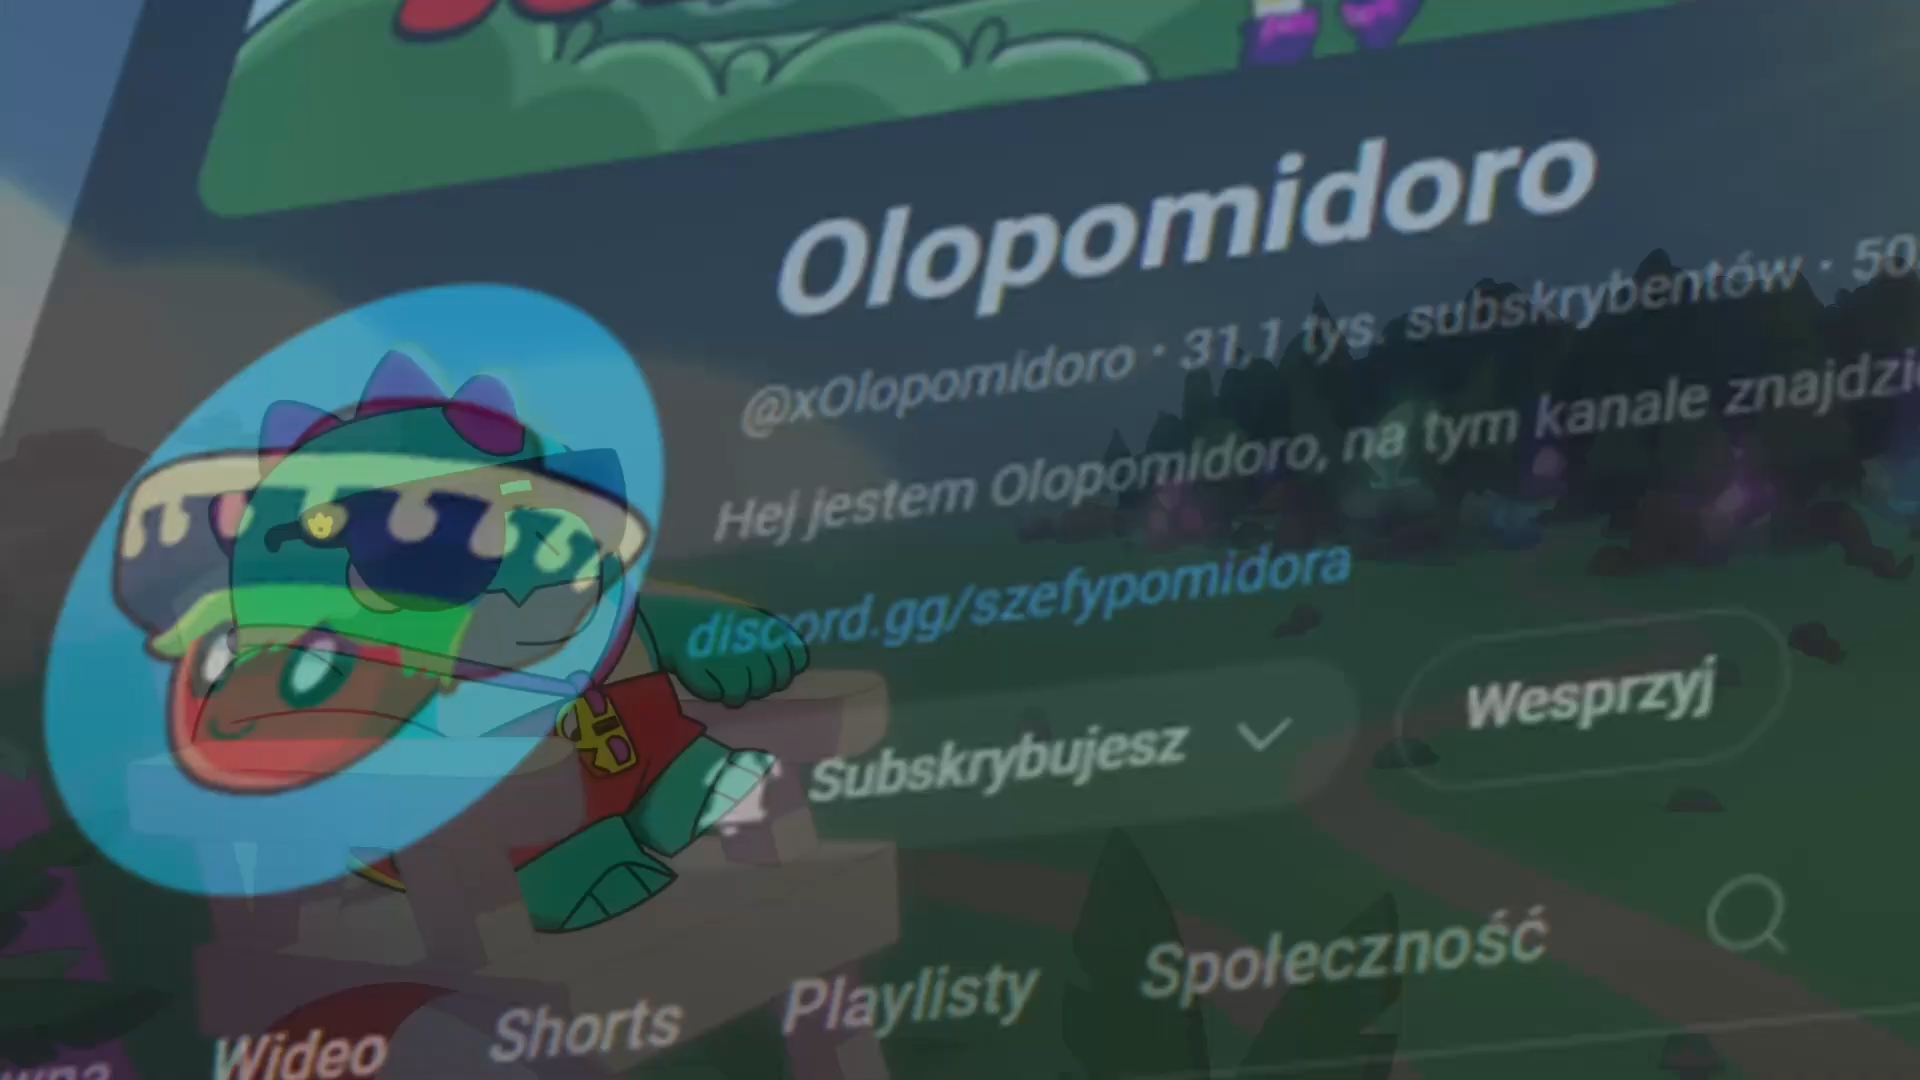 Olopomidoro
@xOlopomidoro · 31,1 tys. subskrybentów · 50
Hej jestem Olopomidoro, na tym kanale
discord.gg/szefypomidora
Subskrybujesz
Wesprzyj
Wideo Shorts Playlisty Społeczność